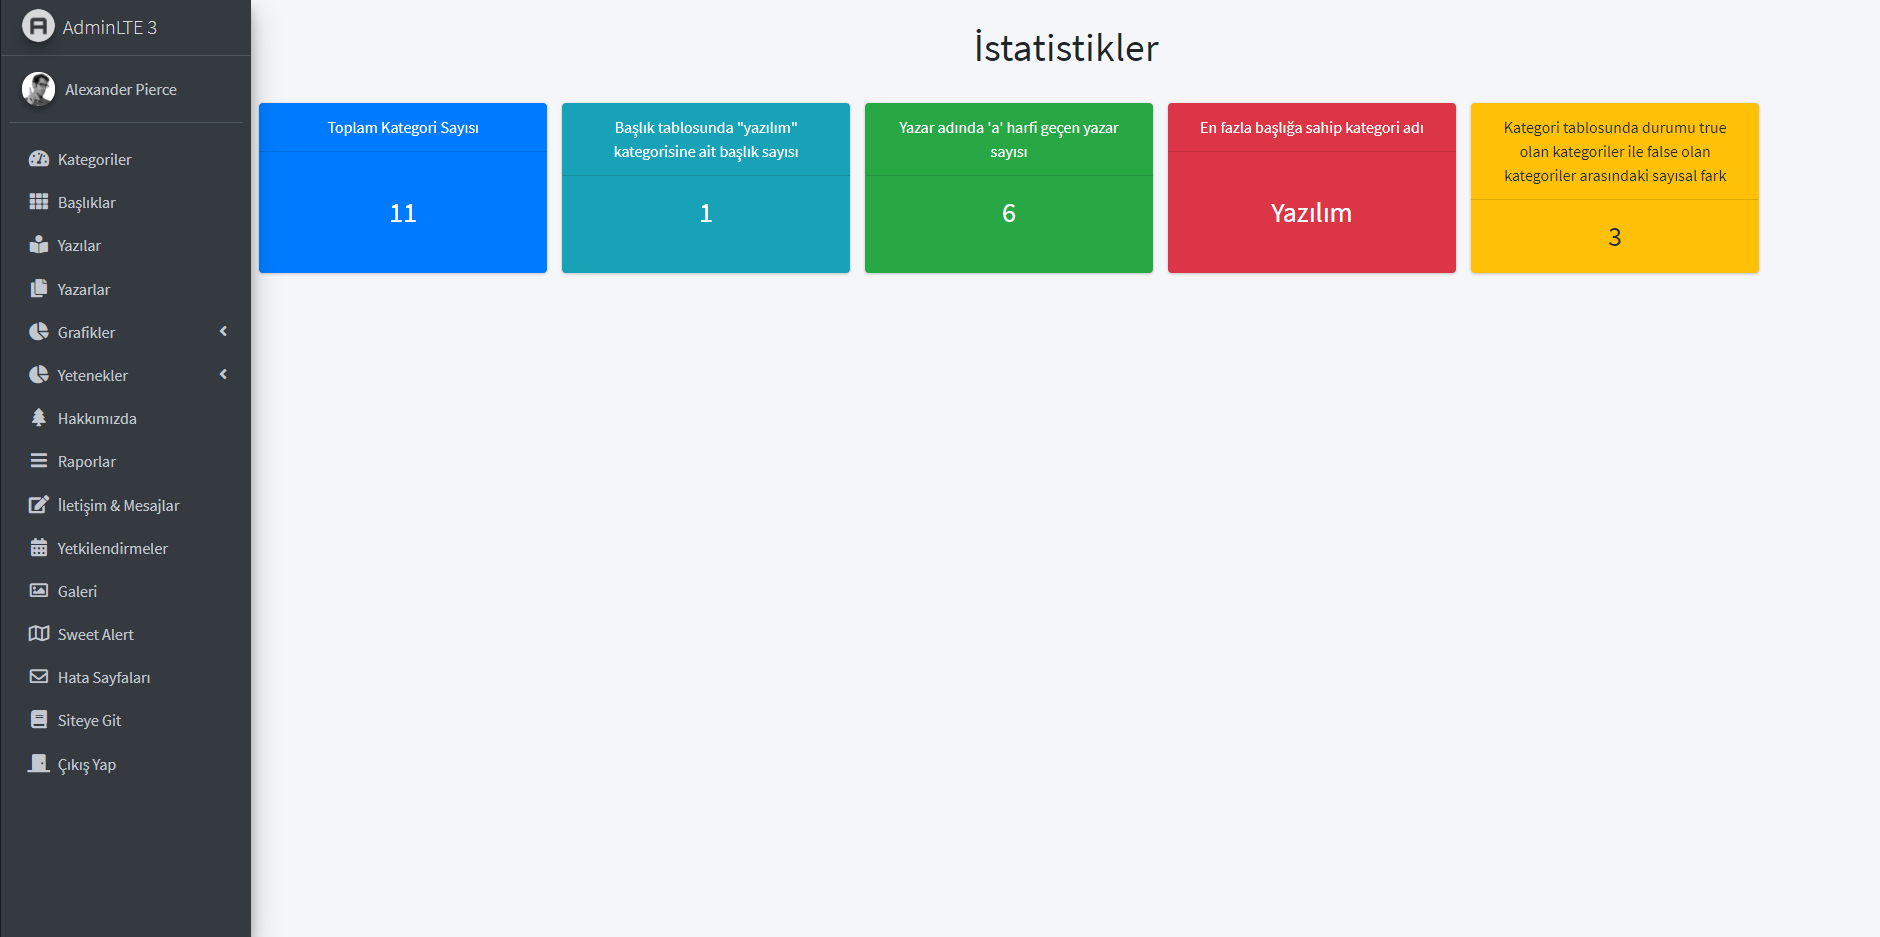 AdminLTE 3
Alexander Pierce
Kategoriler
Başlıklar
Yazılar
Yazarlar
Grafikler
Yetenekler
Hakkımızda
Raporlar
İletişim & Mesajlar
Yetkilendirmeler
Galeri
Sweet Alert
Hata Sayfaları
Siteye Git
Çıkış Yap
İstatistikler
Toplam Kategori Sayısı
11
Başlık tablosunda "yazılım"
kategorisine ait başlık sayısı
1
Yazar adında 'a' harfi geçen yazar
sayısı
6
En fazla başlığa sahip kategori adı
Yazılım
Kategori tablosunda durumu true
olan kategoriler ile false olan
kategoriler arasındaki sayısal fark
3